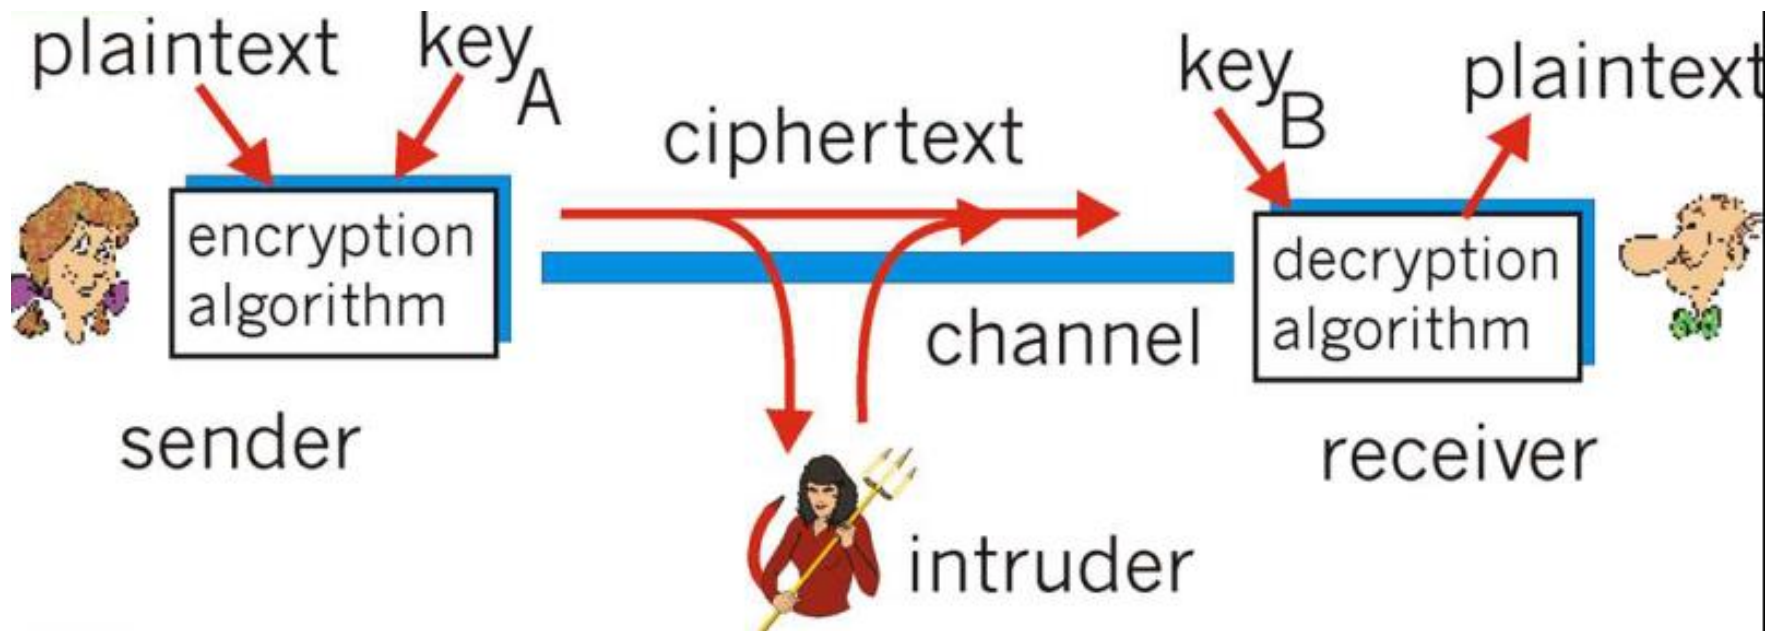 plaintext
key
A
ciphertext
key
B
plaintext
encryption
algorithm
decryption
algorithm
channel
sender
receiver
intruder